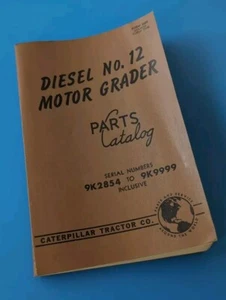 DIESEL No. 12
MOTOR GRADER
PARTS
Catalog
SERIAL NUMBERS
9K2854 TO 9K9999
INCLUSIVE
CATERPILLAR TRACTOR CO.